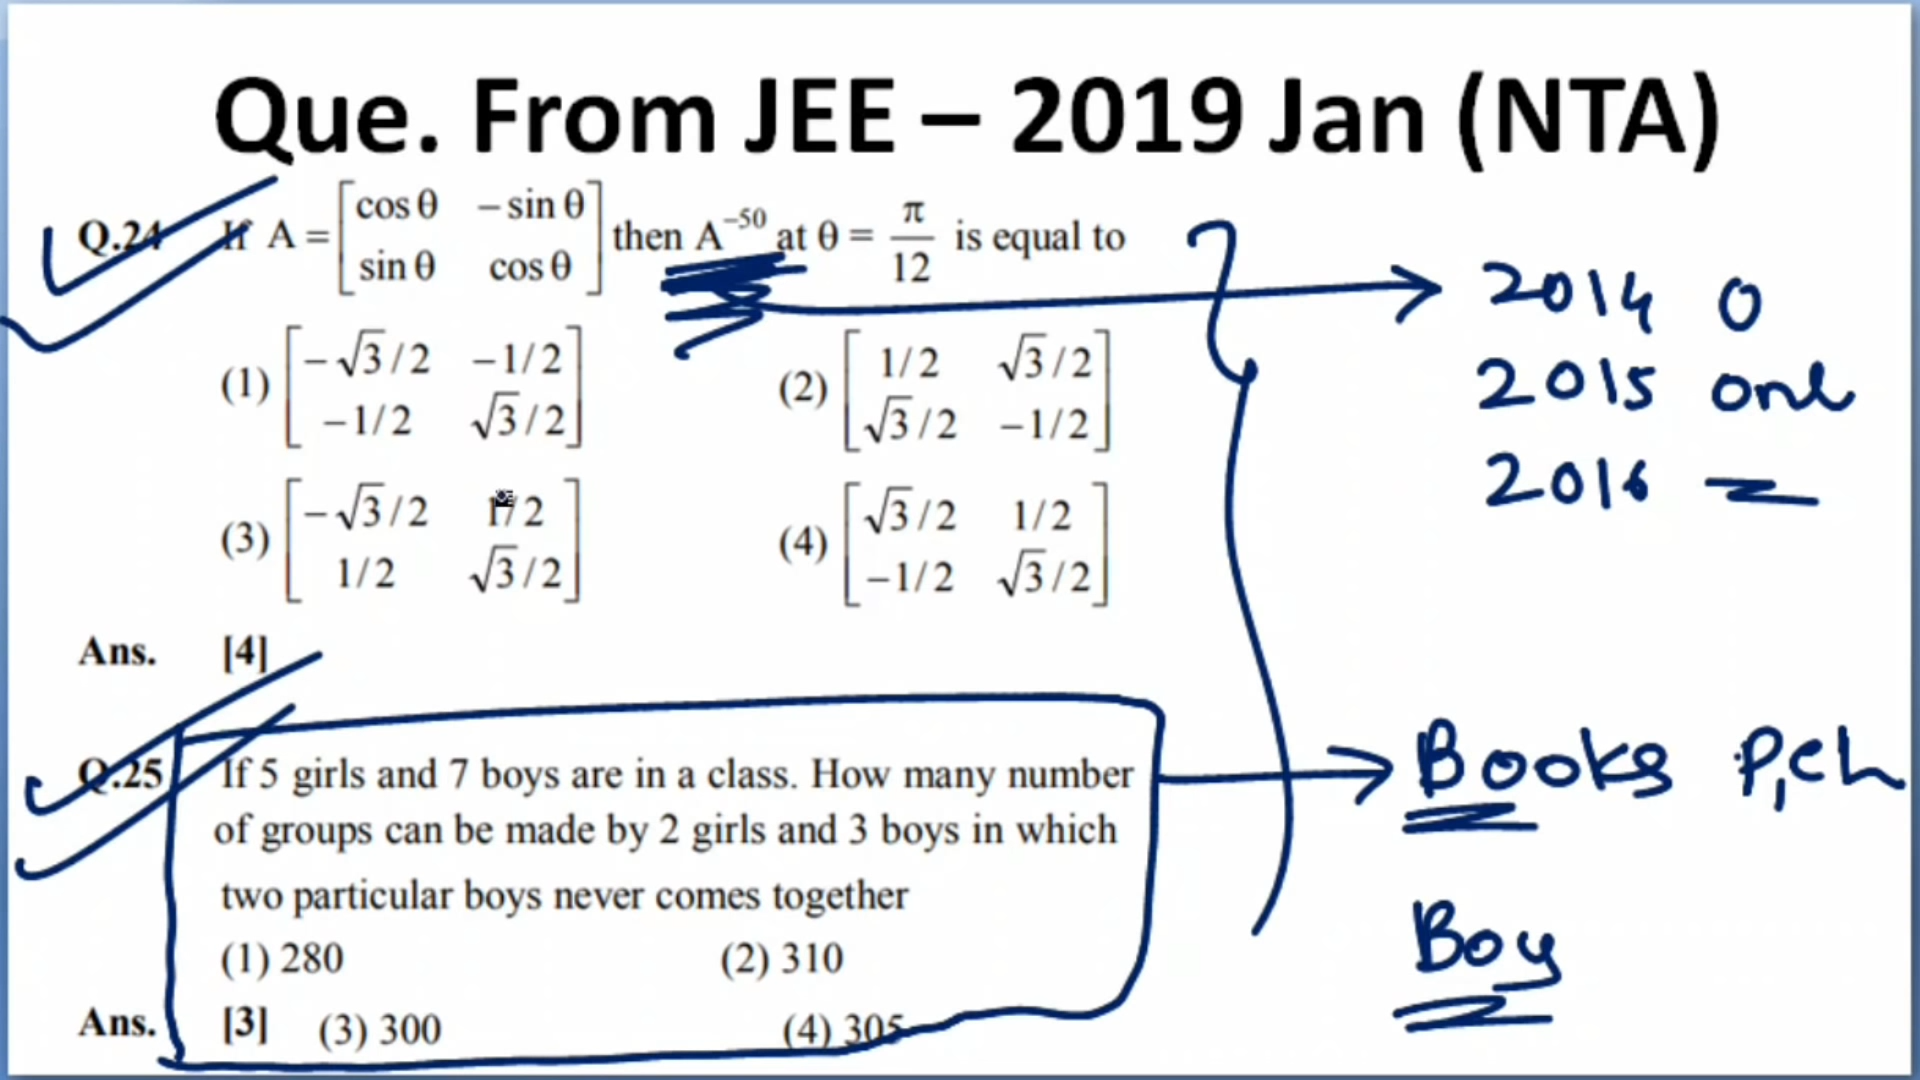 Que. From JEE – 2019 Jan (NTA)
Q.24 If A = [cos θ – sin θ; sin θ cos θ] then A⁻⁵⁰ at θ = π/12 is equal to
(1) [–√3/2 –1/2; –1/2 √3/2] (2) [1/2 √3/2; √3/2 –1/2]
(3) [–√3/2 1/2; 1/2 √3/2] (4) [√3/2 1/2; –1/2 √3/2]
Ans. [4]
Q.25 If 5 girls and 7 boys are in a class. How many number
of groups can be made by 2 girls and 3 boys in which
two particular boys never comes together
(1) 280 (2) 310
Ans. [3] (3) 300 (4) 305
2014 O
2015 onl
2016
Books P,ch
Boy